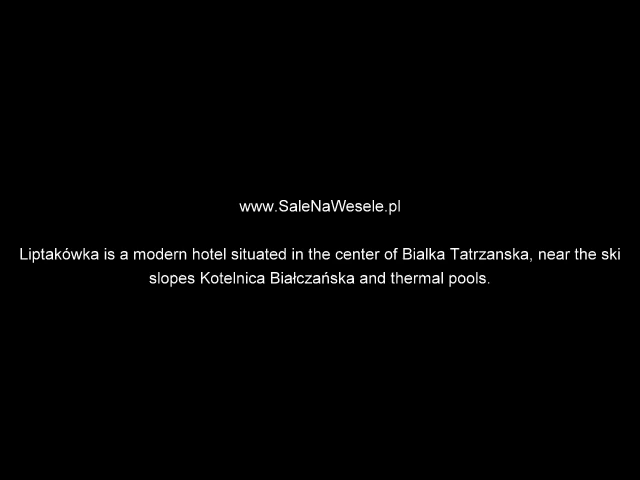 www.SaleNaWesele.pl
Liptakówka is a modern hotel situated in the center of Bialka Tatrzanska, near the ski
slopes Kotelnica Białczańska and thermal pools.